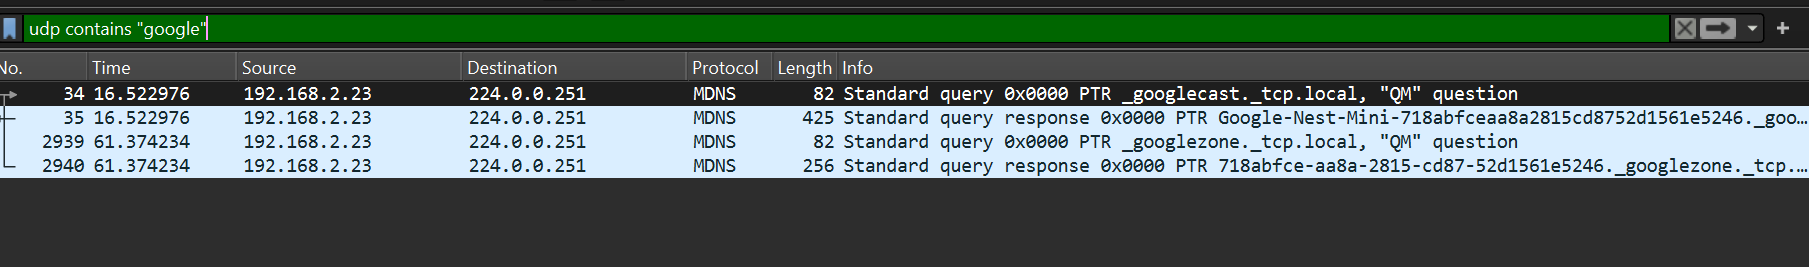 udp contains "google"
No. Time Source Destination Protocol Length Info
34 16.522976 192.168.2.23 224.0.0.251 MDNS 82 Standard query 0x0000 PTR _googlecast._tcp.local, "QM" question
35 16.522976 192.168.2.23 224.0.0.251 MDNS 425 Standard query response 0x0000 PTR Google-Nest-Mini-718abfceaa8a2815cd8752d1561e5246._goo…
2939 61.374234 192.168.2.23 224.0.0.251 MDNS 82 Standard query 0x0000 PTR _googlezone._tcp.local, "QM" question
2940 61.374234 192.168.2.23 224.0.0.251 MDNS 256 Standard query response 0x0000 PTR 718abfce-aa8a-2815-cd87-52d1561e5246._googlezone._tcp.…